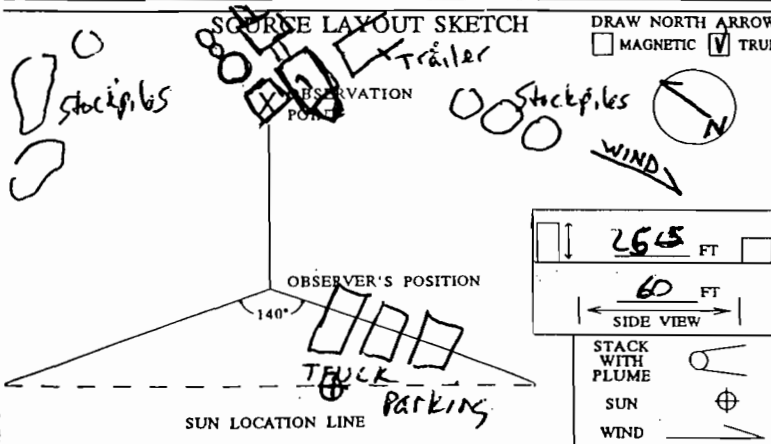 SOURCE LAYOUT SKETCH
DRAW NORTH ARROW
MAGNETIC TRUE
Trailer
Stockpiles
OBSERVATION
POINT
Stockpiles
N
WIND
FT
OBSERVER'S POSITION
60 FT
140°
SIDE VIEW
STACK
WITH
PLUME
TRUCK
Parking
SUN
SUN LOCATION LINE
WIND